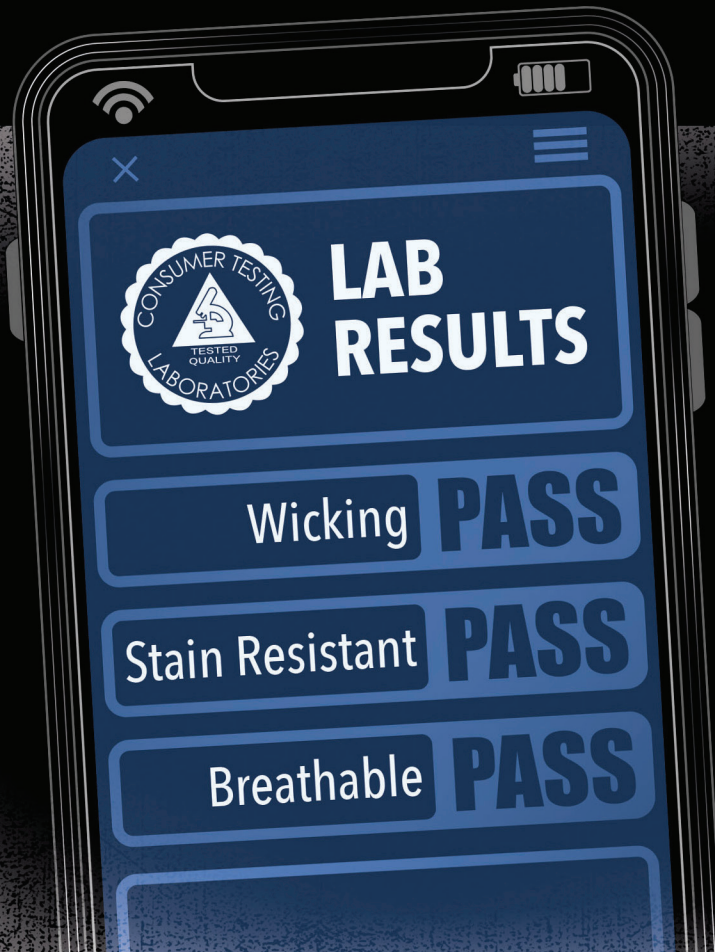 CONSUMER TESTING
TESTED
QUALITY
LABORATORIES
LAB
RESULTS
Wicking PASS
Stain Resistant PASS
Breathable PASS